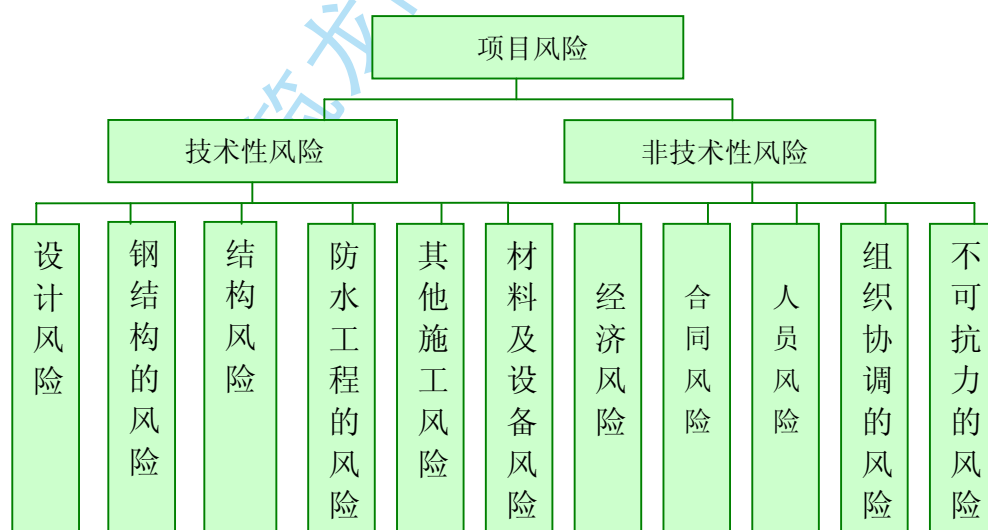 项目风险
技术性风险
非技术性风险
设计风险
钢结构的风险
结构风险
防水工程的风险
其他施工风险
材料及设备风险
经济风险
合同风险
人员风险
组织协调的风险
不可抗力的风险